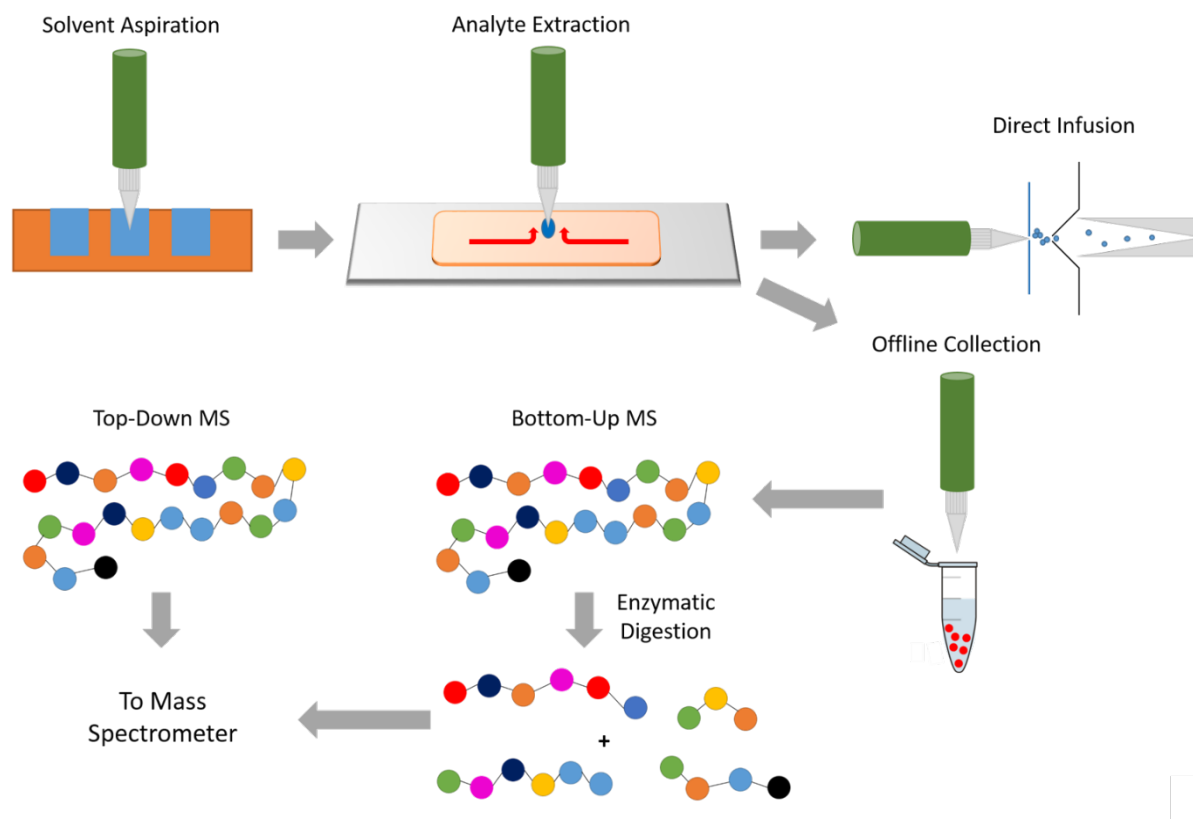 Solvent Aspiration
Analyte Extraction
Direct Infusion
Offline Collection
Top-Down MS
Bottom-Up MS
Enzymatic
Digestion
To Mass
Spectrometer
+